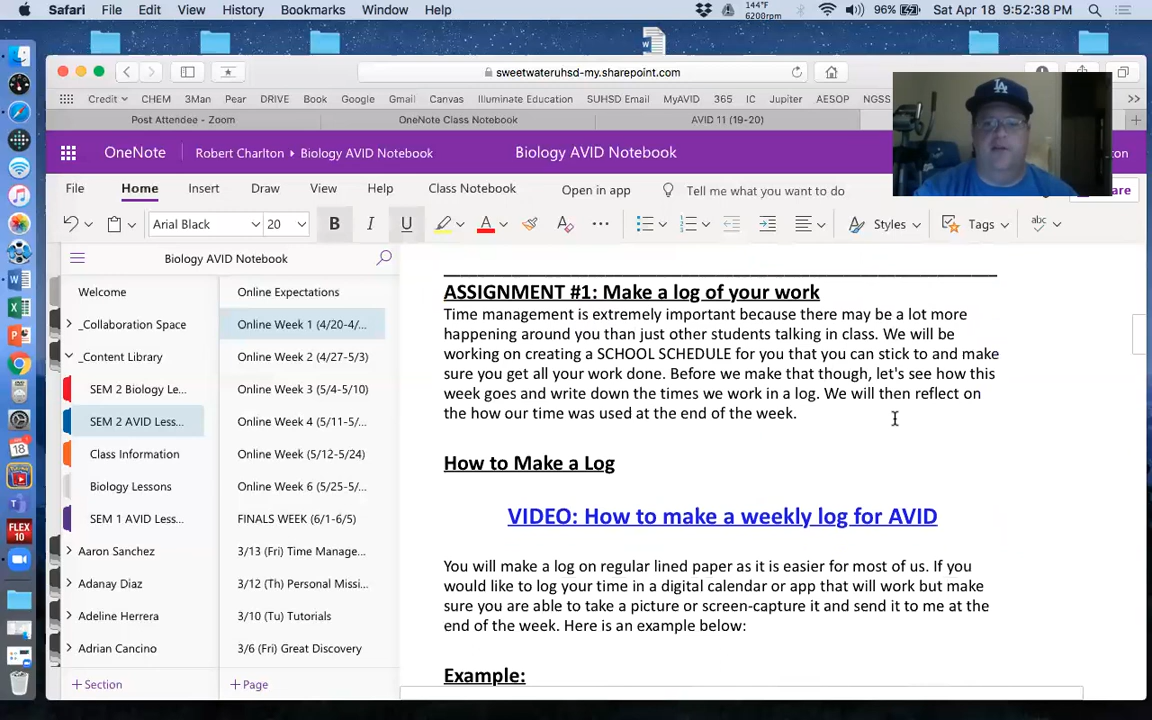 Safari File Edit View History Bookmarks Window Help 144°F 6200rpm 96% Sat Apr 18 9:52:38 PM
sweetwateruhsd-my.sharepoint.com
Credit CHEM 3Man Pear DRIVE Book Google Gmail Canvas Illuminate Education SUHSD Email MyAVID 365 IC Jupiter AESOP NGSS
Post Attendee - Zoom OneNote Class Notebook AVID 11 (19-20)
OneNote Robert Charlton Biology AVID Notebook Biology AVID Notebook
File Home Insert Draw View Help Class Notebook Open in app Tell me what you want to do
Arial Black 20 B I U A Styles Tags abc
Biology AVID Notebook
Welcome
_Collaboration Space
_Content Library
SEM 2 Biology Le...
SEM 2 AVID Less...
Class Information
Biology Lessons
SEM 1 AVID Less...
Aaron Sanchez
Adanay Diaz
Adeline Herrera
Adrian Cancino
+ Section
Online Expectations
Online Week 1 (4/20-4/...
Online Week 2 (4/27-5/3)
Online Week 3 (5/4-5/10)
Online Week 4 (5/11-5/...
Online Week (5/12-5/24)
Online Week 6 (5/25-5/...
FINALS WEEK (6/1-6/5)
3/13 (Fri) Time Manage...
3/12 (Th) Personal Missi...
3/10 (Tu) Tutorials
3/6 (Fri) Great Discovery
+ Page
ASSIGNMENT #1: Make a log of your work
Time management is extremely important because there may be a lot more
happening around you than just other students talking in class. We will be
working on creating a SCHOOL SCHEDULE for you that you can stick to and make
sure you get all your work done. Before we make that though, let's see how this
week goes and write down the times we work in a log. We will then reflect on
the how our time was used at the end of the week.
How to Make a Log
VIDEO: How to make a weekly log for AVID
You will make a log on regular lined paper as it is easier for most of us. If you
would like to log your time in a digital calendar or app that will work but make
sure you are able to take a picture or screen-capture it and send it to me at the
end of the week. Here is an example below:
Example:
18
FLEX
10
LA